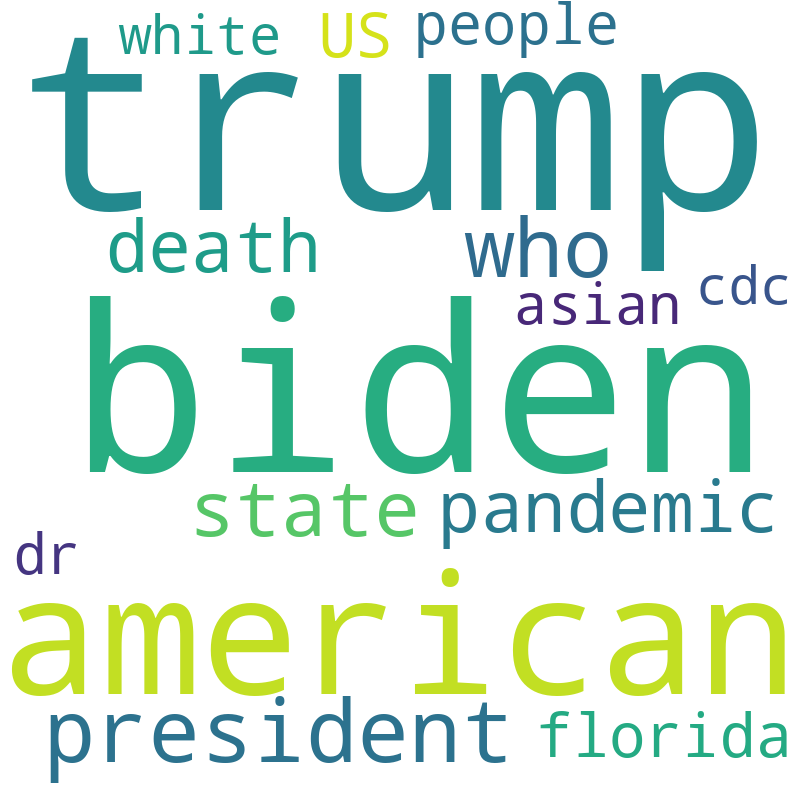 white US people
trump
death who
asian cdc
biden
state pandemic
dr
american
president florida